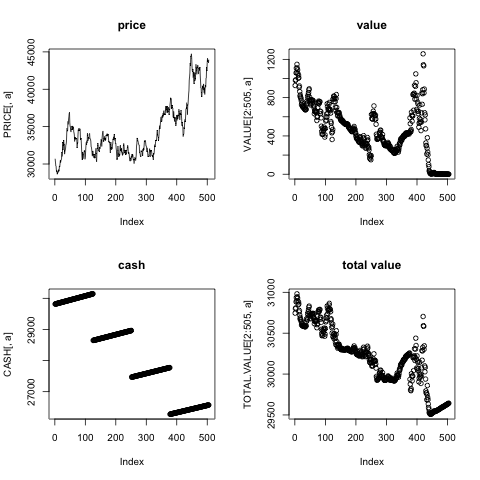 price
PRICE[, a]
30000 35000 40000 45000
0 100 200 300 400 500
Index
value
VALUE[2:505, a]
0 400 800 1200
0 100 200 300 400 500
Index
cash
CASH[, a]
27000 29000
0 100 200 300 400 500
Index
total value
TOTAL.VALUE[2:505, a]
29500 30000 30500 31000
0 100 200 300 400 500
Index